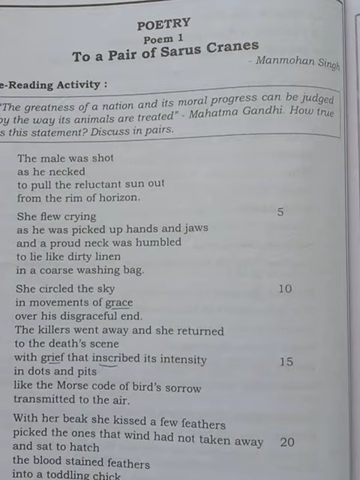 POETRY
Poem 1
To a Pair of Sarus Cranes
- Manmohan Singh
e-Reading Activity :
"The greatness of a nation and its moral progress can be judged
by the way its animals are treated" - Mahatma Gandhi. How true
is this statement? Discuss in pairs.
The male was shot
as he necked
to pull the reluctant sun out
from the rim of horizon.
She flew crying 5
as he was picked up hands and jaws
and a proud neck was humbled
to lie like dirty linen
in a coarse washing bag.
She circled the sky 10
in movements of grace
over his disgraceful end.
The killers went away and she returned
to the death's scene
with grief that inscribed its intensity 15
in dots and pits
like the Morse code of bird's sorrow
transmitted to the air.
With her beak she kissed a few feathers
picked the ones that wind had not taken away 20
and sat to hatch
the blood stained feathers
into a toddling chick